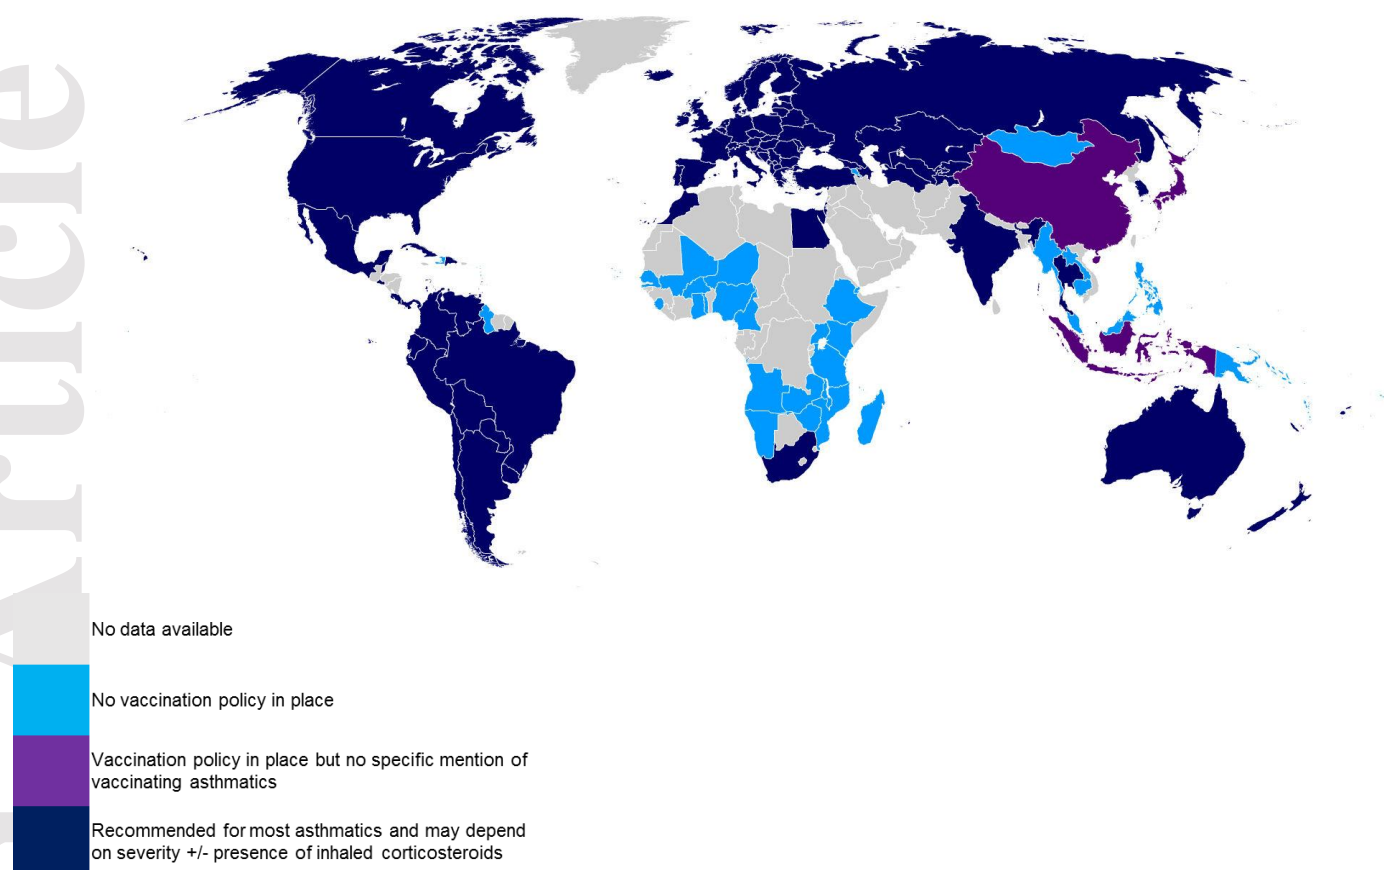 Article
No data available
No vaccination policy in place
Vaccination policy in place but no specific mention of
vaccinating asthmatics
Recommended for most asthmatics and may depend
on severity +/- presence of inhaled corticosteroids